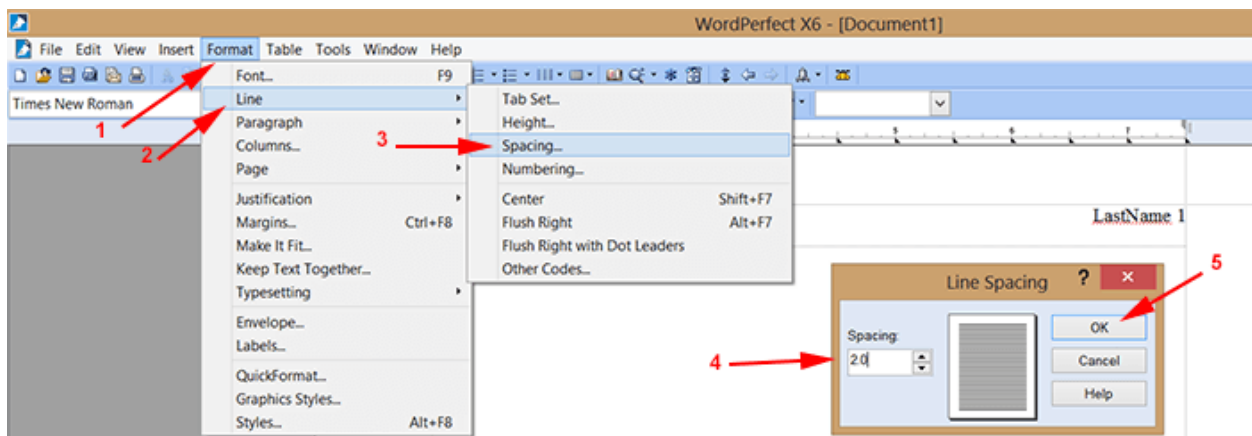 WordPerfect X6 - [Document1]
File Edit View Insert Format Table Tools Window Help
Font... F9
Times New Roman
Line
Paragraph
Columns...
Page
Justification
Margins... Ctrl+F8
Make It Fit...
Keep Text Together...
Typesetting
Envelope...
Labels...
QuickFormat...
Graphics Styles...
Styles... Alt+F8
Tab Set...
Height...
Spacing...
Numbering...
Center Shift+F7
Flush Right Alt+F7
Flush Right with Dot Leaders
Other Codes...
1
2
3
5 6 7
LastName 1
Line Spacing ?
Spacing:
2.0
OK
Cancel
Help
4
5